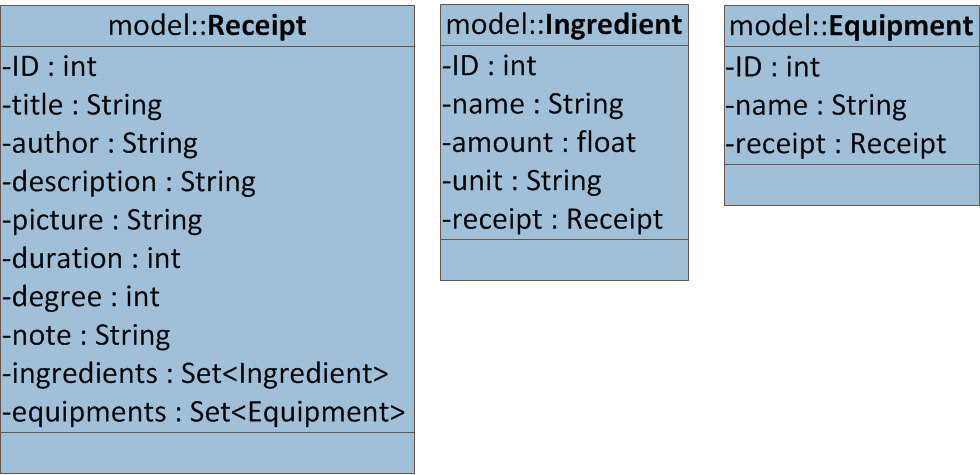 model::Receipt
-ID : int
-title : String
-author : String
-description : String
-picture : String
-duration : int
-degree : int
-note : String
-ingredients : Set<Ingredient>
-equipments : Set<Equipment>
model::Ingredient
-ID : int
-name : String
-amount : float
-unit : String
-receipt : Receipt
model::Equipment
-ID : int
-name : String
-receipt : Receipt